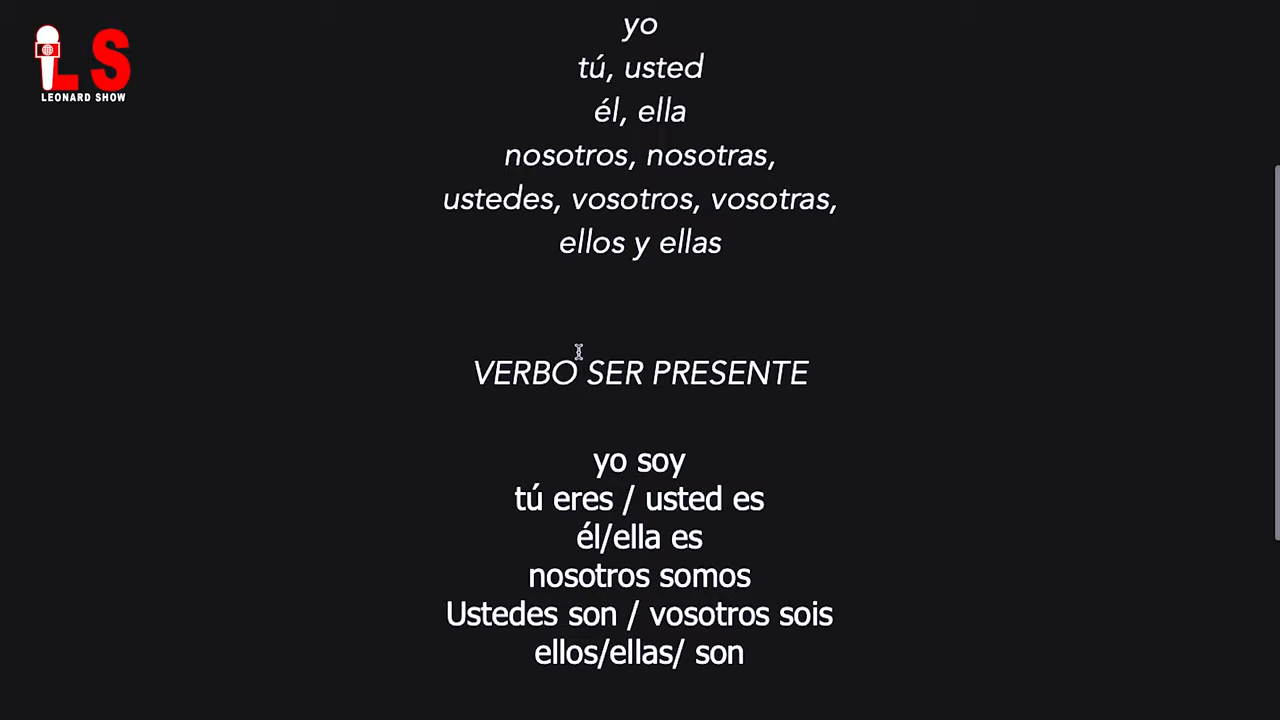 LS
LEONARD SHOW
yo
tú, usted
él, ella
nosotros, nosotras,
ustedes, vosotros, vosotras,
ellos y ellas
VERBO SER PRESENTE
yo soy
tú eres / usted es
él/ella es
nosotros somos
Ustedes son / vosotros sois
ellos/ellas/ son